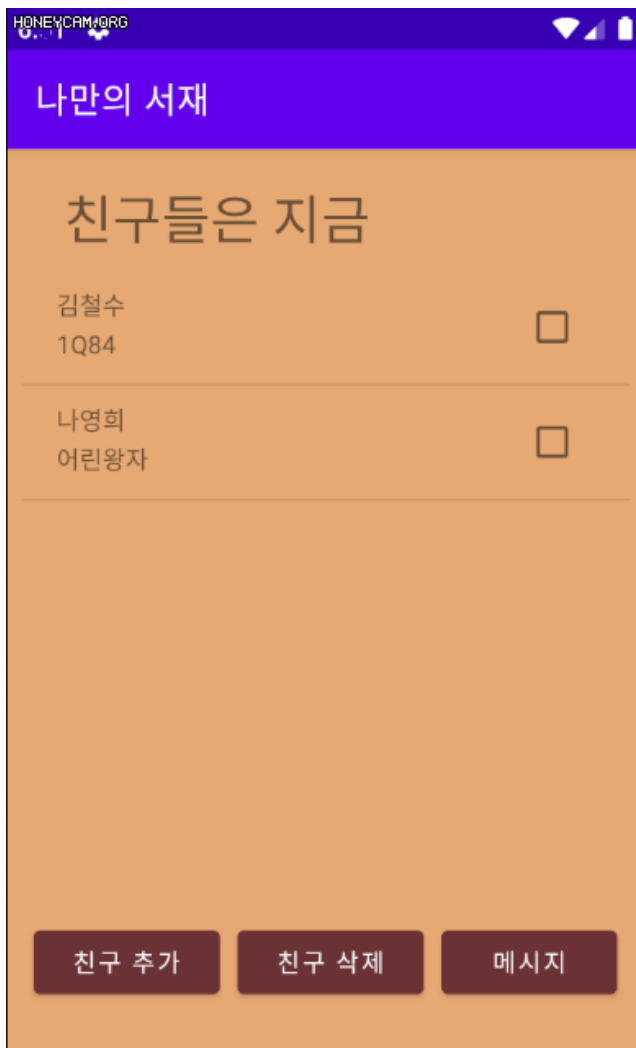 HONEYCAM.ORG
나만의 서재
친구들은 지금
김철수
1Q84
나영희
어린왕자
친구 추가
친구 삭제
메시지